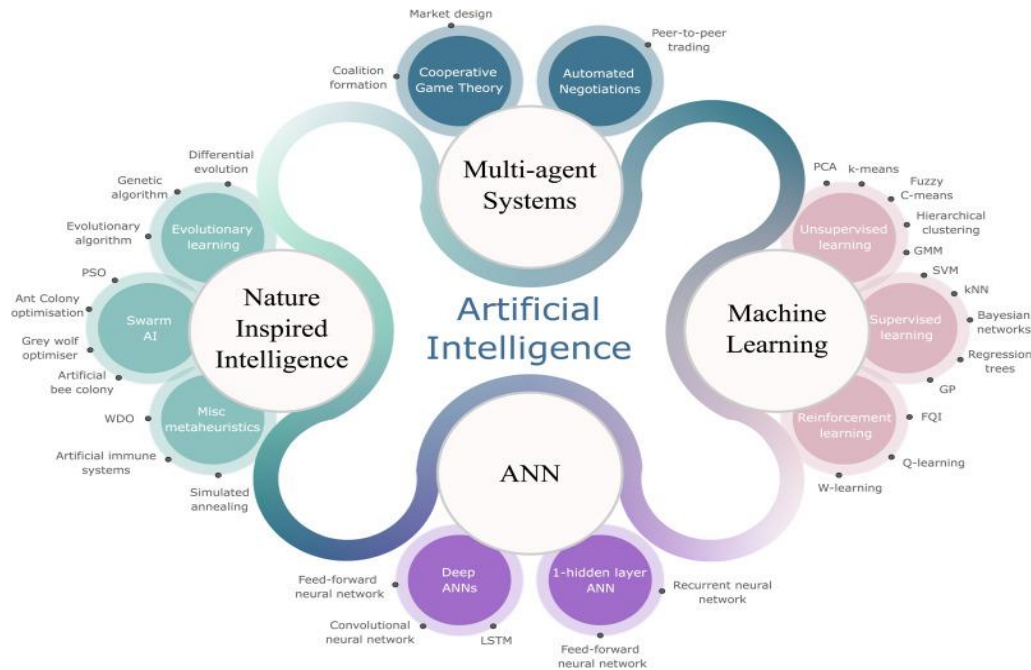 Market design
Peer-to-peer
trading
Coalition
formation
Cooperative
Game Theory
Automated
Negotiations
Multi-agent
Systems
Differential
evolution
Genetic
algorithm
Evolutionary
algorithm
Evolutionary
learning
PSO
Ant Colony
optimisation
Grey wolf
optimiser
Artificial
bee colony
Swarm
AI
WDO
Artificial immune
systems
Simulated
annealing
Misc
metaheuristics
Nature
Inspired
Intelligence
Artificial
Intelligence
Machine
Learning
PCA
k-means
Fuzzy
C-means
Hierarchical
clustering
GMM
Unsupervised
learning
SVM
kNN
Bayesian
networks
Regression
trees
GP
Supervised
learning
FQI
Q-learning
W-learning
Reinforcement
learning
ANN
Deep
ANNs
1-hidden layer
ANN
Feed-forward
neural network
Convolutional
neural network
LSTM
Recurrent neural
network
Feed-forward
neural network